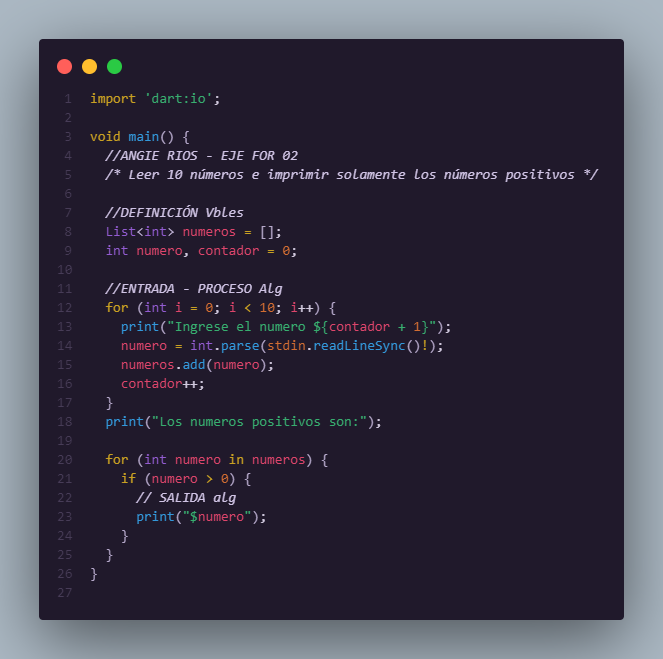 1 import 'dart:io';
2
3 void main() {
4   //ANGIE RIOS - EJE FOR 02
5   /* Leer 10 números e imprimir solamente los números positivos */
6
7   //DEFINICIÓN Vbles
8   List<int> numeros = [];
9   int numero, contador = 0;
10
11   //ENTRADA - PROCESO Alg
12   for (int i = 0; i < 10; i++) {
13     print("Ingrese el numero ${contador + 1}");
14     numero = int.parse(stdin.readLineSync()!);
15     numeros.add(numero);
16     contador++;
17   }
18   print("Los numeros positivos son:");
19
20   for (int numero in numeros) {
21     if (numero > 0) {
22       // SALIDA alg
23       print("$numero");
24     }
25   }
26 }
27